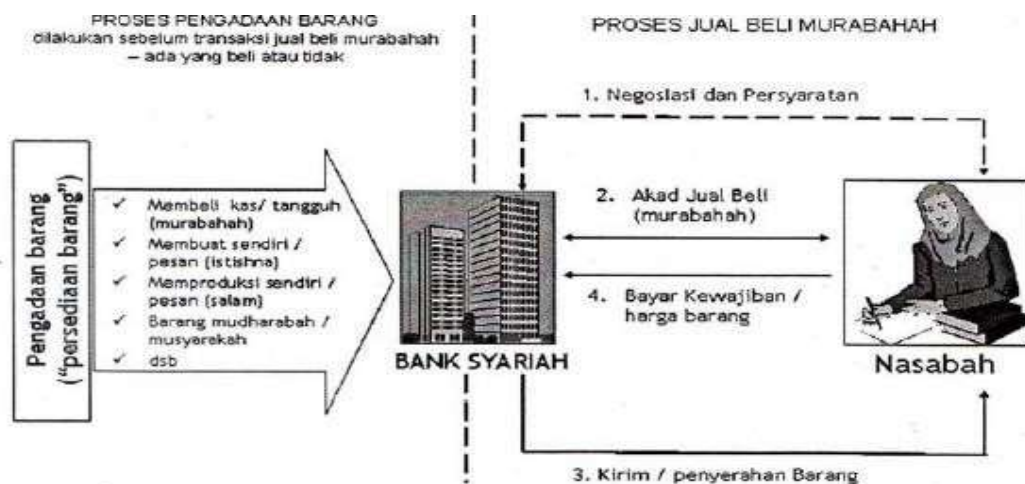 PROSES PENGADAAN BARANG
dilakukan sebelum transaksi jual beli murabahah
– ada yang beli atau tidak
PROSES JUAL BELI MURABAHAH
Pengadaan barang
("persediaan barang")
✓ Membeli kas/ tangguh
(murabahah)
✓ Membuat sendiri /
pesan (istishna)
✓ Memproduksi sendiri /
pesan (salam)
✓ Barang mudharabah /
musyarakah
✓ dsb
BANK SYARIAH
1. Negosiasi dan Persyaratan
2. Akad Jual Beli
(murabahah)
4. Bayar Kewajiban /
harga barang
Nasabah
3. Kirim / penyerahan Barang